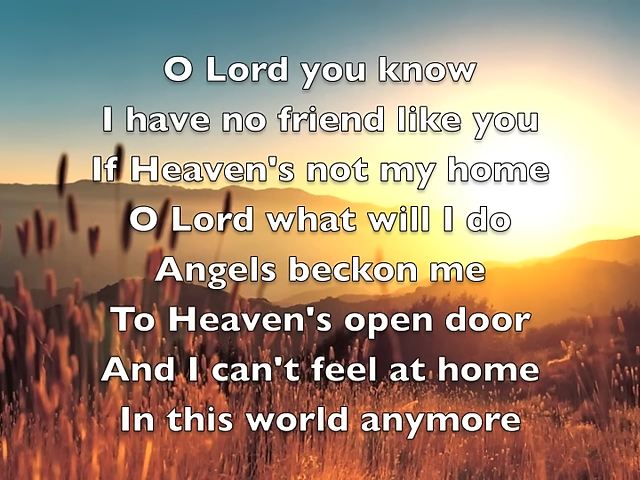 O Lord you know
I have no friend like you
If Heaven's not my home
O Lord what will I do
Angels beckon me
To Heaven's open door
And I can't feel at home
In this world anymore